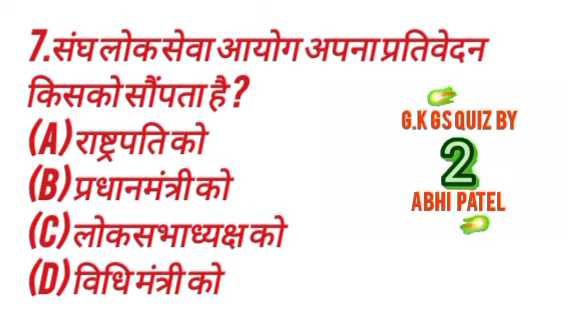 7.संघ लोक सेवा आयोग अपना प्रतिवेदन
किसको सौंपता है?
(A) राष्ट्रपति को
(B) प्रधानमंत्री को
(C) लोकसभाध्यक्ष को
(D) विधि मंत्री को
G.K GS QUIZ BY
2
ABHI PATEL